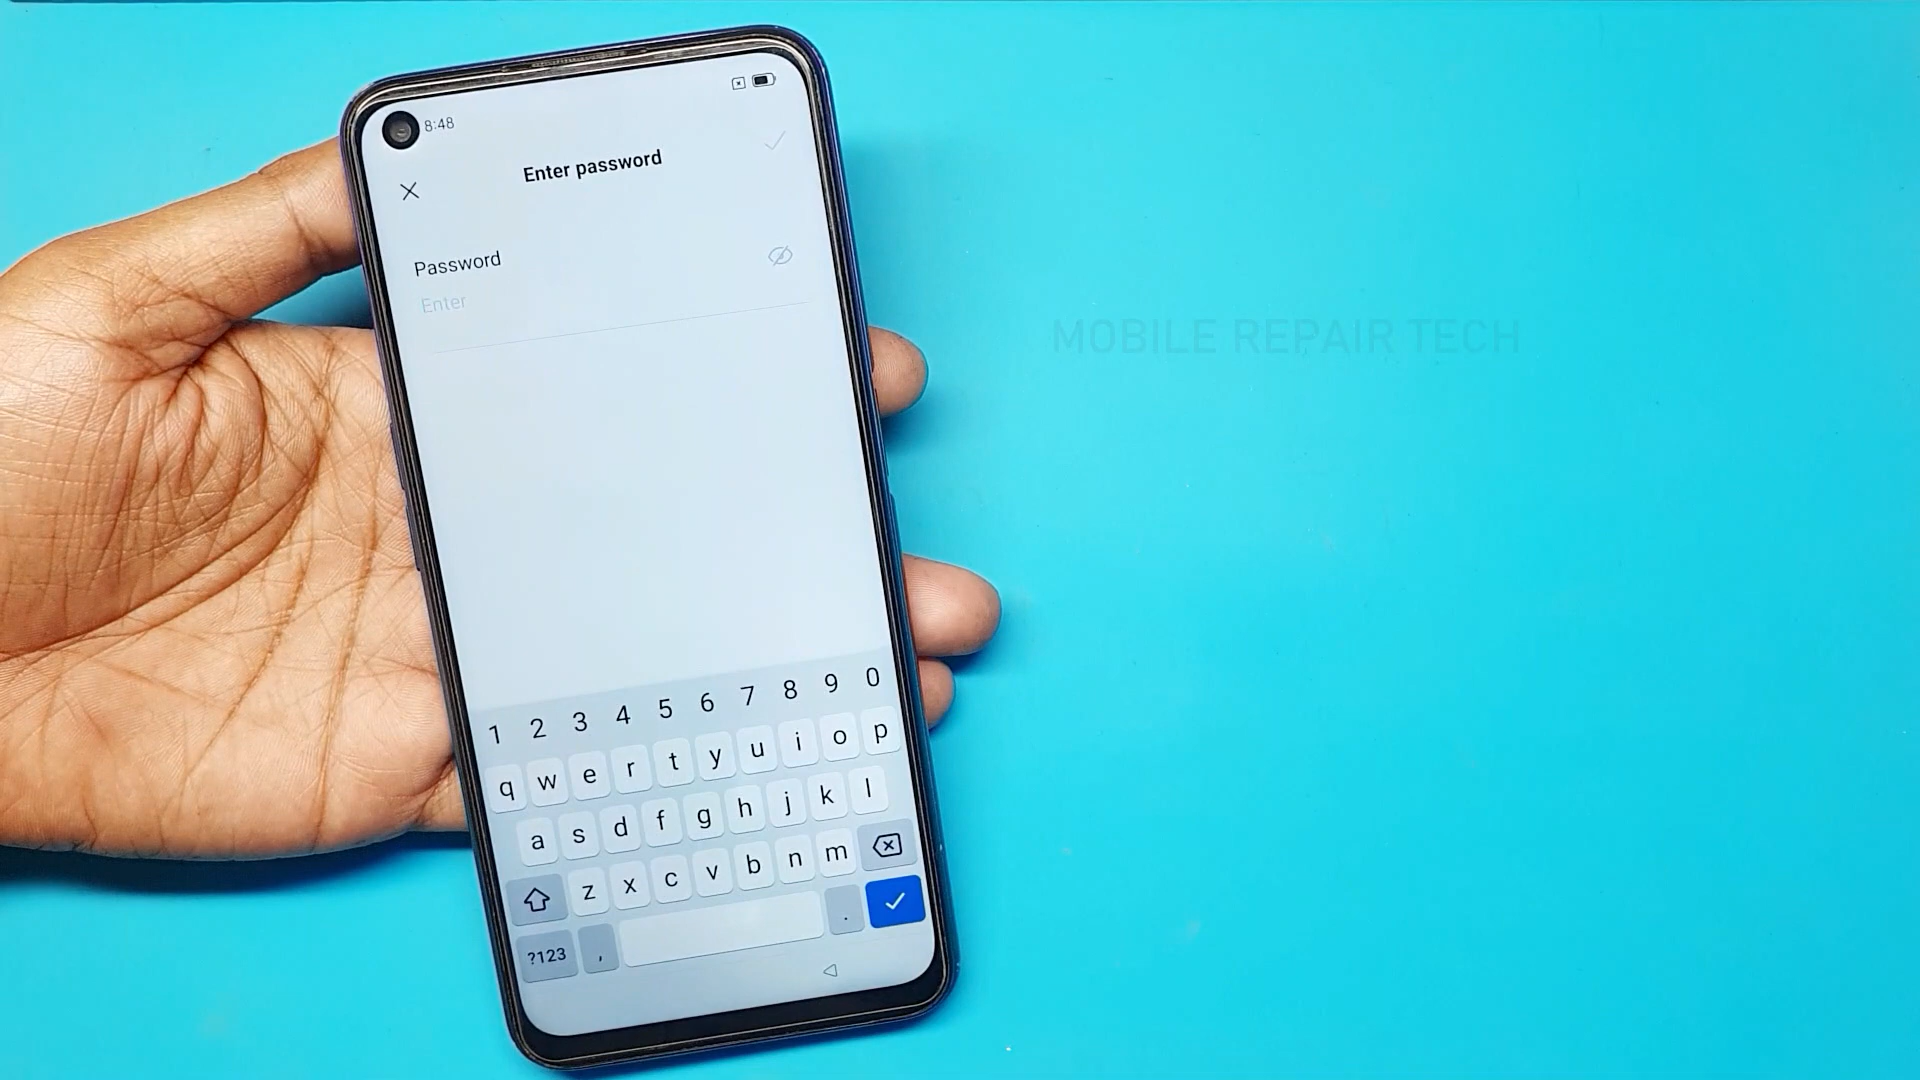 8:48
Enter password
Password
Enter
MOBILE REPAIR TECH
1 2 3 4 5 6 7 8 9 0
q w e r t y u i o p
a s d f g h j k l
z x c v b n m
?123 , .